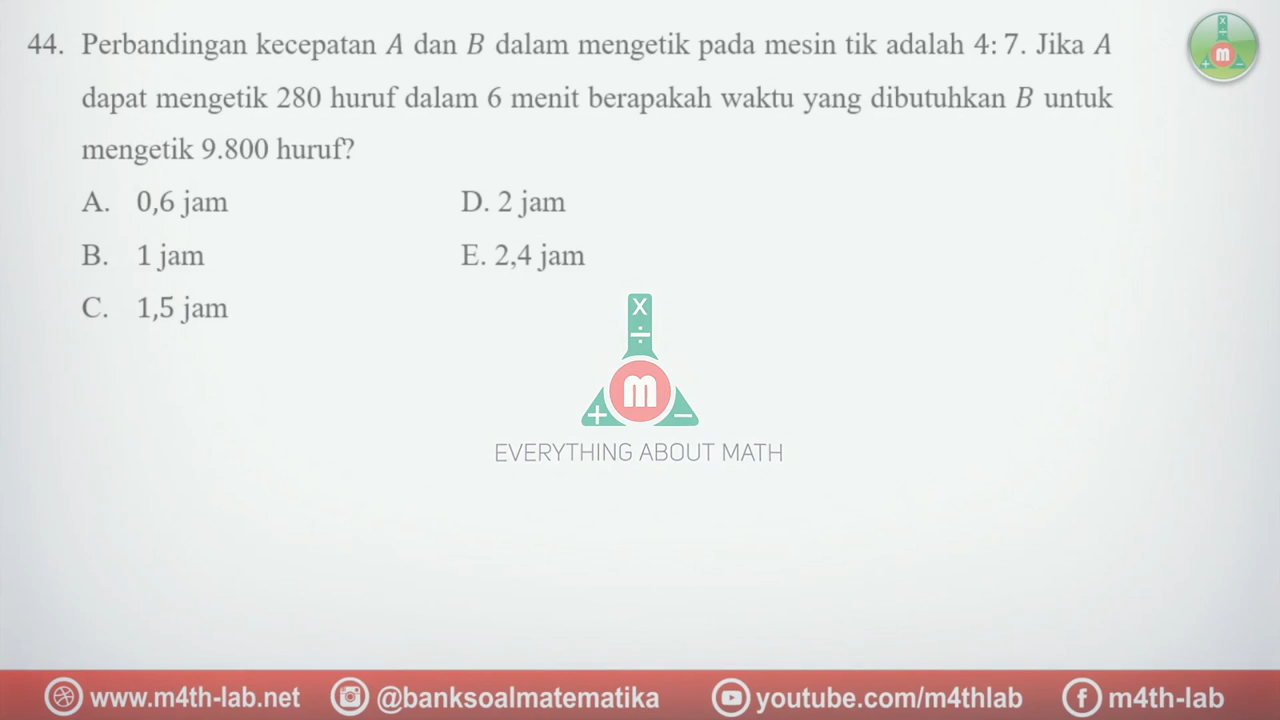 44. Perbandingan kecepatan A dan B dalam mengetik pada mesin tik adalah 4: 7. Jika A
dapat mengetik 280 huruf dalam 6 menit berapakah waktu yang dibutuhkan B untuk
mengetik 9.800 huruf?
A. 0,6 jam
B. 1 jam
C. 1,5 jam
D. 2 jam
E. 2,4 jam
X
÷
m
+ −
X
÷
m
+ −
EVERYTHING ABOUT MATH
www.m4th-lab.net @banksoalmatematika youtube.com/m4thlab f m4th-lab